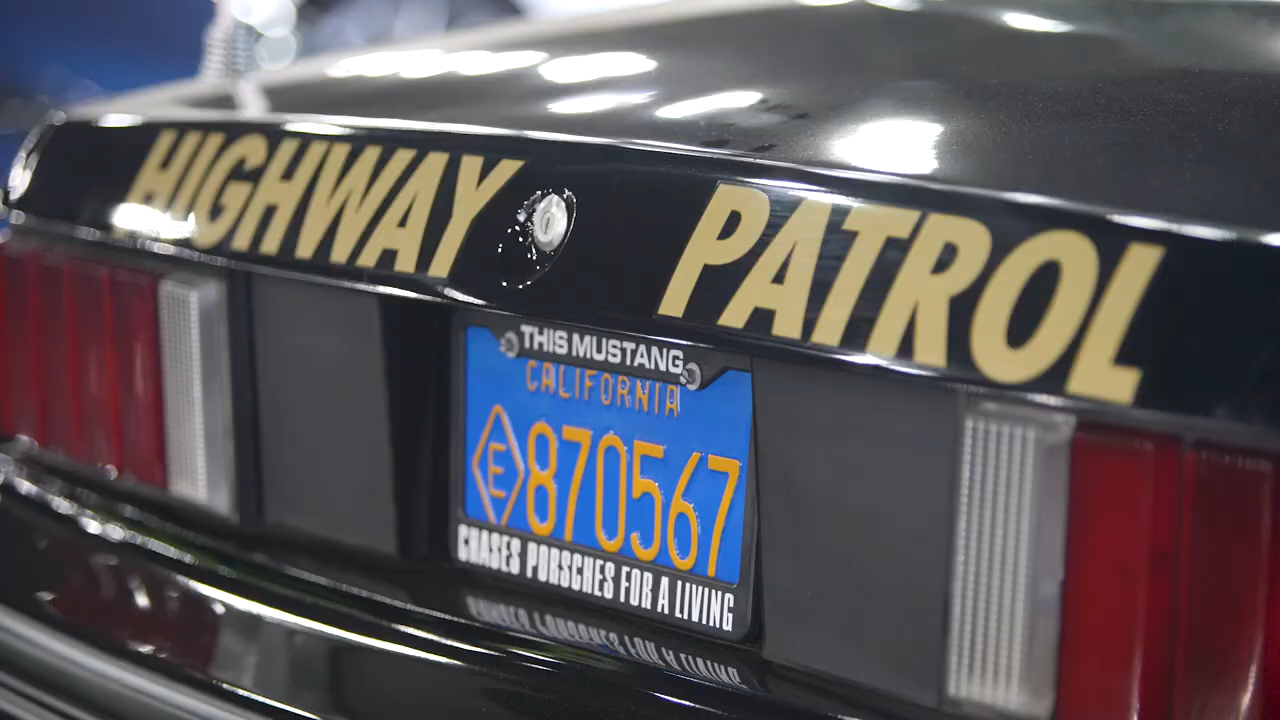 HIGHWAY PATROL
THIS MUSTANG
CALIFORNIA
E 870567
CHASES PORSCHES FOR A LIVING